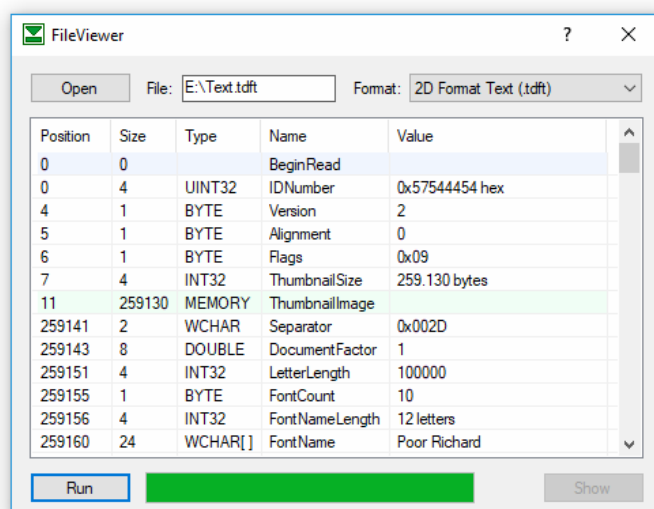 FileViewer ?
Open File: E:\Text.tdft Format: 2D Format Text (.tdft)
Position Size Type Name Value
0 0 BeginRead
0 4 UINT32 IDNumber 0x57544454 hex
4 1 BYTE Version 2
5 1 BYTE Alignment 0
6 1 BYTE Flags 0x09
7 4 INT32 ThumbnailSize 259.130 bytes
11 259130 MEMORY ThumbnailImage
259141 2 WCHAR Separator 0x002D
259143 8 DOUBLE DocumentFactor 1
259151 4 INT32 LetterLength 100000
259155 1 BYTE FontCount 10
259156 4 INT32 FontNameLength 12 letters
259160 24 WCHAR[ ] FontName Poor Richard
Run Show